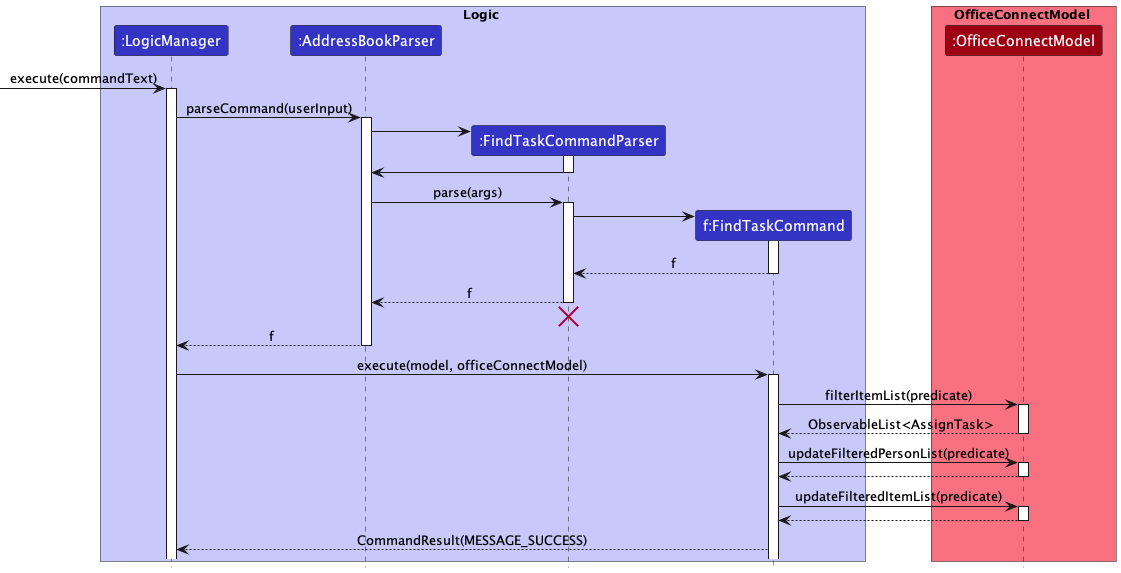 Logic
OfficeConnectModel
:LogicManager
:AddressBookParser
:OfficeConnectModel
execute(commandText)
parseCommand(userInput)
:FindTaskCommandParser
parse(args)
f:FindTaskCommand
f
f
f
execute(model, officeConnectModel)
filterItemList(predicate)
ObservableList<AssignTask>
updateFilteredPersonList(predicate)
updateFilteredItemList(predicate)
CommandResult(MESSAGE_SUCCESS)